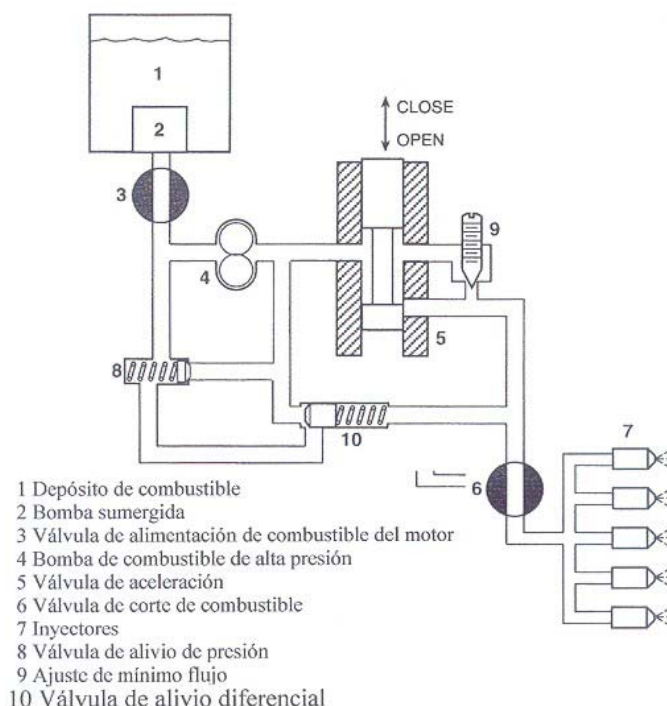 1
2
3
CLOSE
OPEN
9
4
5
8
10
7
6
1 Depósito de combustible
2 Bomba sumergida
3 Válvula de alimentación de combustible del motor
4 Bomba de combustible de alta presión
5 Válvula de aceleración
6 Válvula de corte de combustible
7 Inyectores
8 Válvula de alivio de presión
9 Ajuste de mínimo flujo
10 Válvula de alivio diferencial